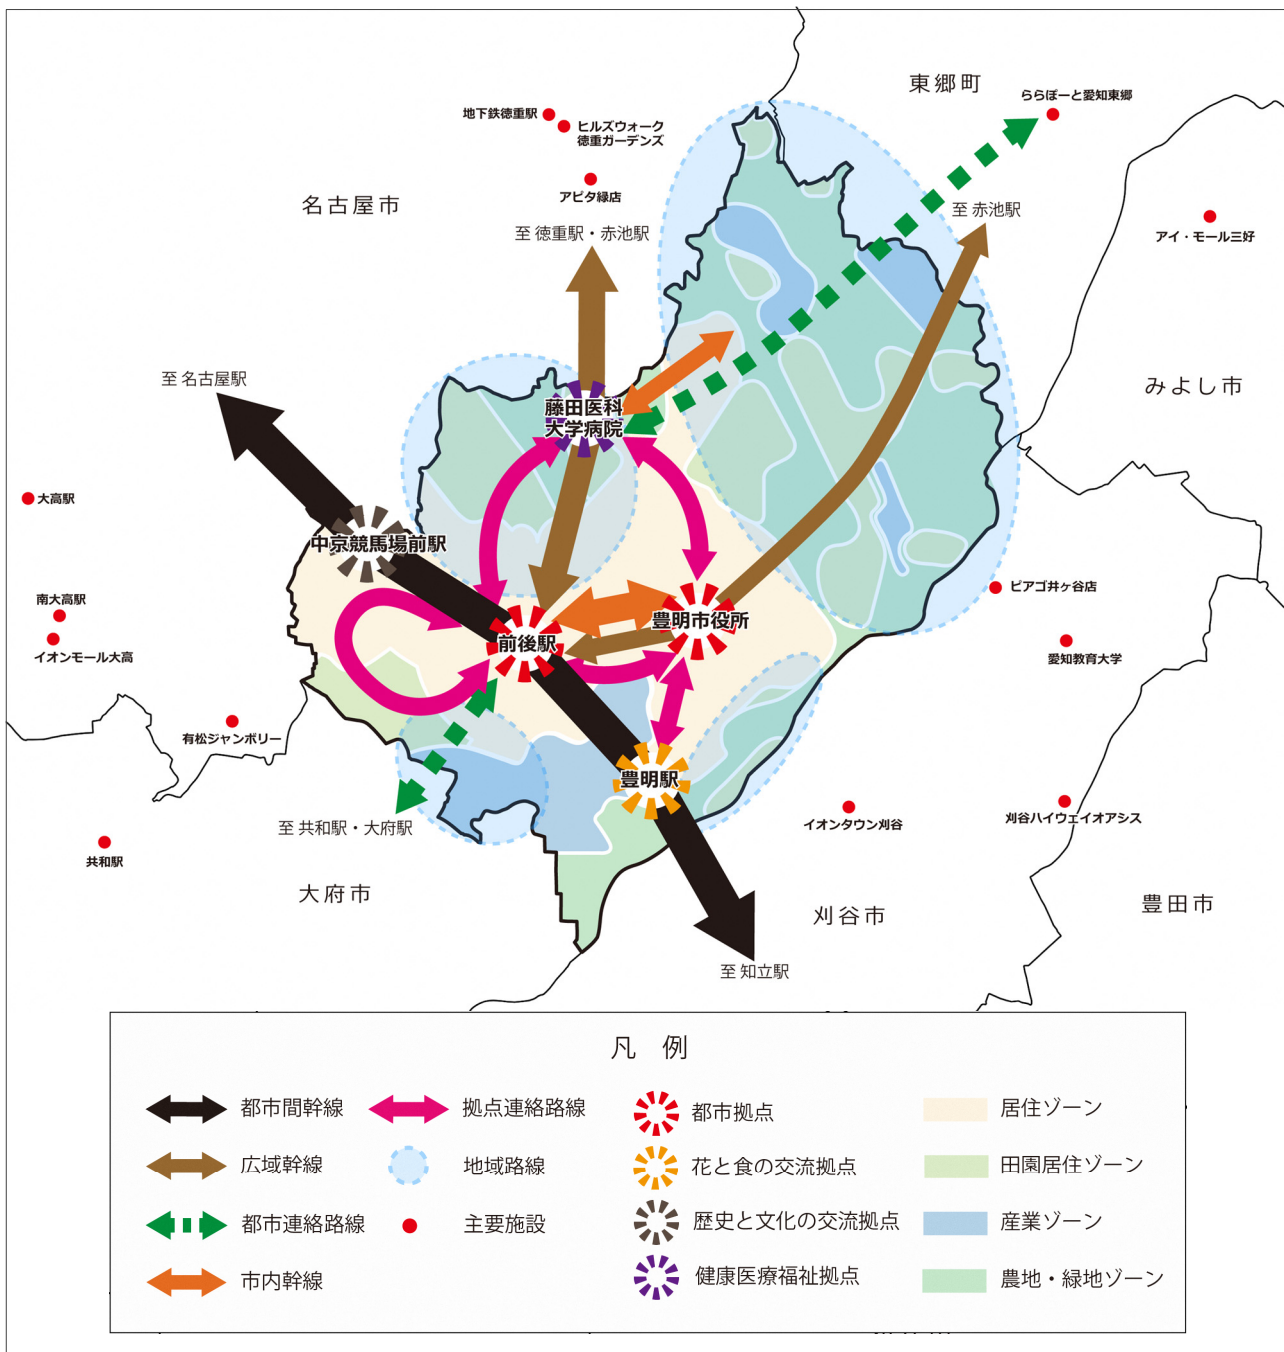 東郷町
ららぽーと愛知東郷
地下鉄徳重駅
ヒルズウォーク
徳重ガーデンズ
アピタ緑店
名古屋市
至 徳重駅・赤池駅
至 赤池駅
アイ・モール三好
至 名古屋駅
みよし市
藤田医科
大学病院
大高駅
中京競馬場前駅
ピアゴ井ヶ谷店
南大高駅
イオンモール大高
前後駅
豊明市役所
愛知教育大学
有松ジャンボリー
豊明駅
至 共和駅・大府駅
イオンタウン刈谷
刈谷ハイウェイオアシス
共和駅
大府市
刈谷市
豊田市
至 知立駅
凡 例
都市間幹線
拠点連絡路線
都市拠点
居住ゾーン
広域幹線
地域路線
花と食の交流拠点
田園居住ゾーン
都市連絡路線
主要施設
歴史と文化の交流拠点
産業ゾーン
市内幹線
健康医療福祉拠点
農地・緑地ゾーン